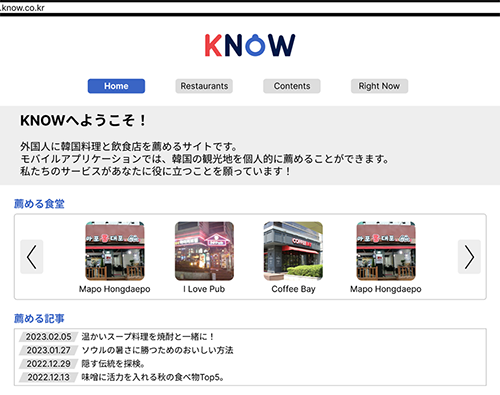 .know.co.kr
KNOW
Home
Restaurants
Contents
Right Now
KNOWへようこそ！
外国人に韓国料理と飲食店を薦めるサイトです。
モバイルアプリケーションでは、韓国の観光地を個人的に薦めることができます。
私たちのサービスがあなたに役に立つことを願っています！
薦める食堂
Mapo Hongdaepo
I Love Pub
Coffee Bay
Mapo Hongdaepo
薦める記事
2023.02.05 温かいスープ料理を焼酎と一緒に！
2023.01.27 ソウルの暑さに勝つためのおいしい方法
2022.12.29 隠す伝統を探検。
2022.12.13 味噌に活力を入れる秋の食べ物Top5。